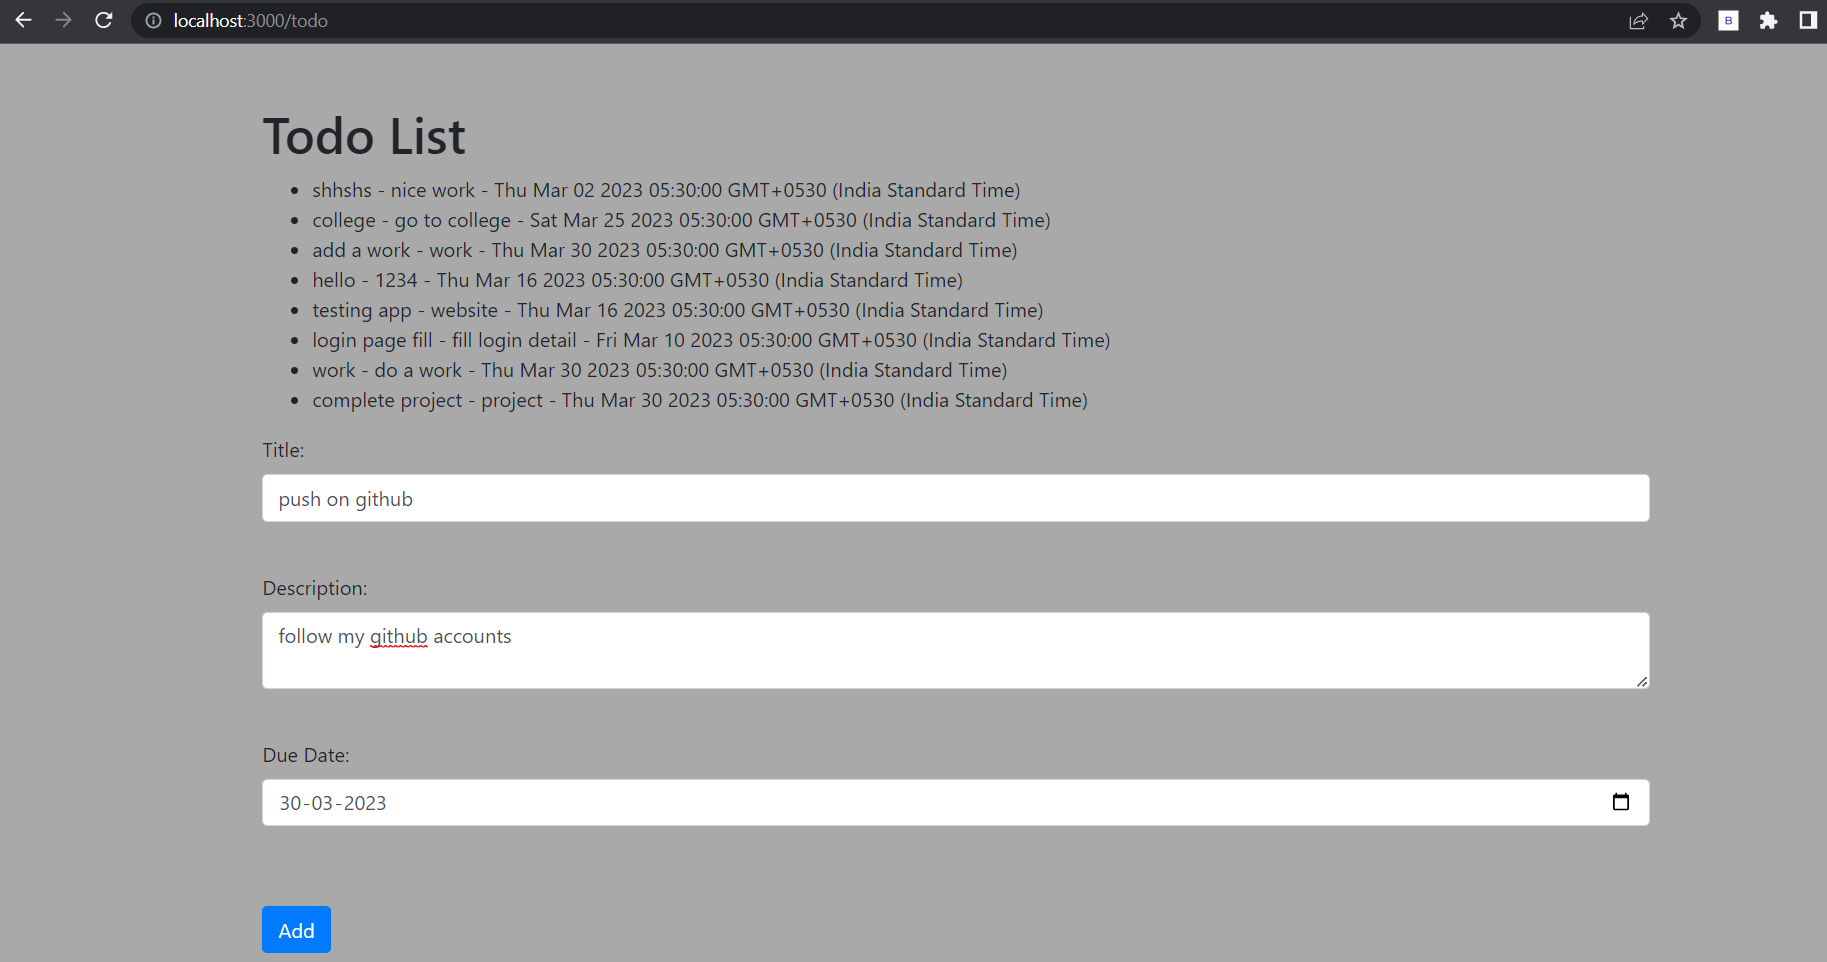 localhost:3000/todo
B
Todo List
shhshs - nice work - Thu Mar 02 2023 05:30:00 GMT+0530 (India Standard Time)
college - go to college - Sat Mar 25 2023 05:30:00 GMT+0530 (India Standard Time)
add a work - work - Thu Mar 30 2023 05:30:00 GMT+0530 (India Standard Time)
hello - 1234 - Thu Mar 16 2023 05:30:00 GMT+0530 (India Standard Time)
testing app - website - Thu Mar 16 2023 05:30:00 GMT+0530 (India Standard Time)
login page fill - fill login detail - Fri Mar 10 2023 05:30:00 GMT+0530 (India Standard Time)
work - do a work - Thu Mar 30 2023 05:30:00 GMT+0530 (India Standard Time)
complete project - project - Thu Mar 30 2023 05:30:00 GMT+0530 (India Standard Time)
Title:
push on github
Description:
follow my github accounts
Due Date:
30-03-2023
Add